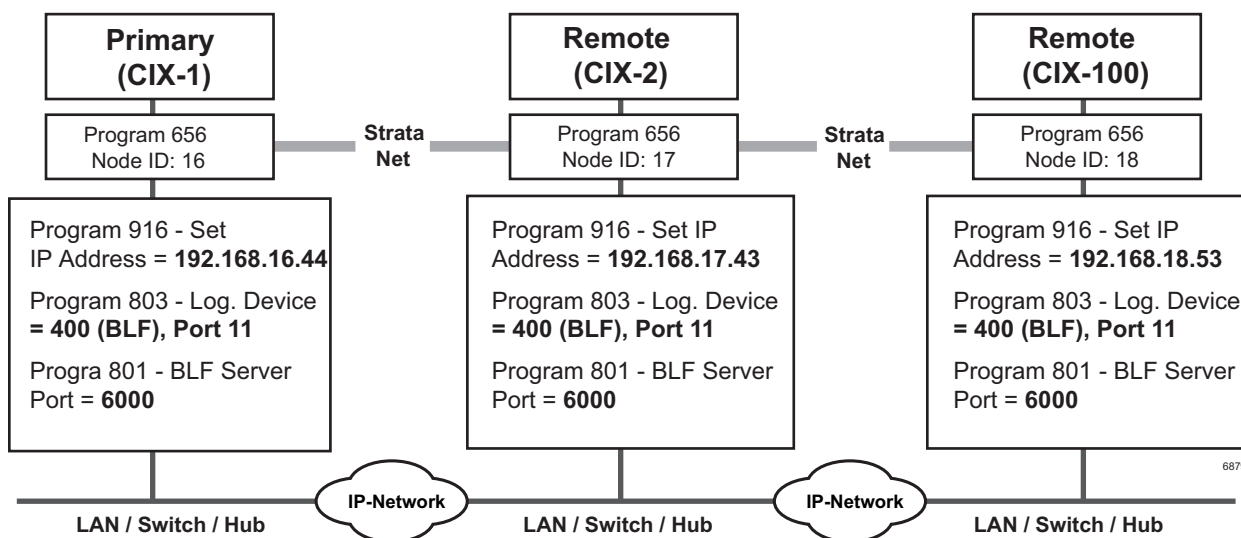 Primary
(CIX-1)
Remote
(CIX-2)
Remote
(CIX-100)
Program 656
Node ID: 16
Strata
Net
Program 656
Node ID: 17
Strata
Net
Program 656
Node ID: 18
Program 916 - Set
IP Address = 192.168.16.44
Program 803 - Log. Device
= 400 (BLF), Port 11
Progra 801 - BLF Server
Port = 6000
Program 916 - Set IP
Address = 192.168.17.43
Program 803 - Log. Device
= 400 (BLF), Port 11
Program 801 - BLF Server
Port = 6000
Program 916 - Set IP
Address = 192.168.18.53
Program 803 - Log. Device
= 400 (BLF), Port 11
Program 801 - BLF Server
Port = 6000
LAN / Switch / Hub
IP-Network
LAN / Switch / Hub
IP-Network
LAN / Switch / Hub